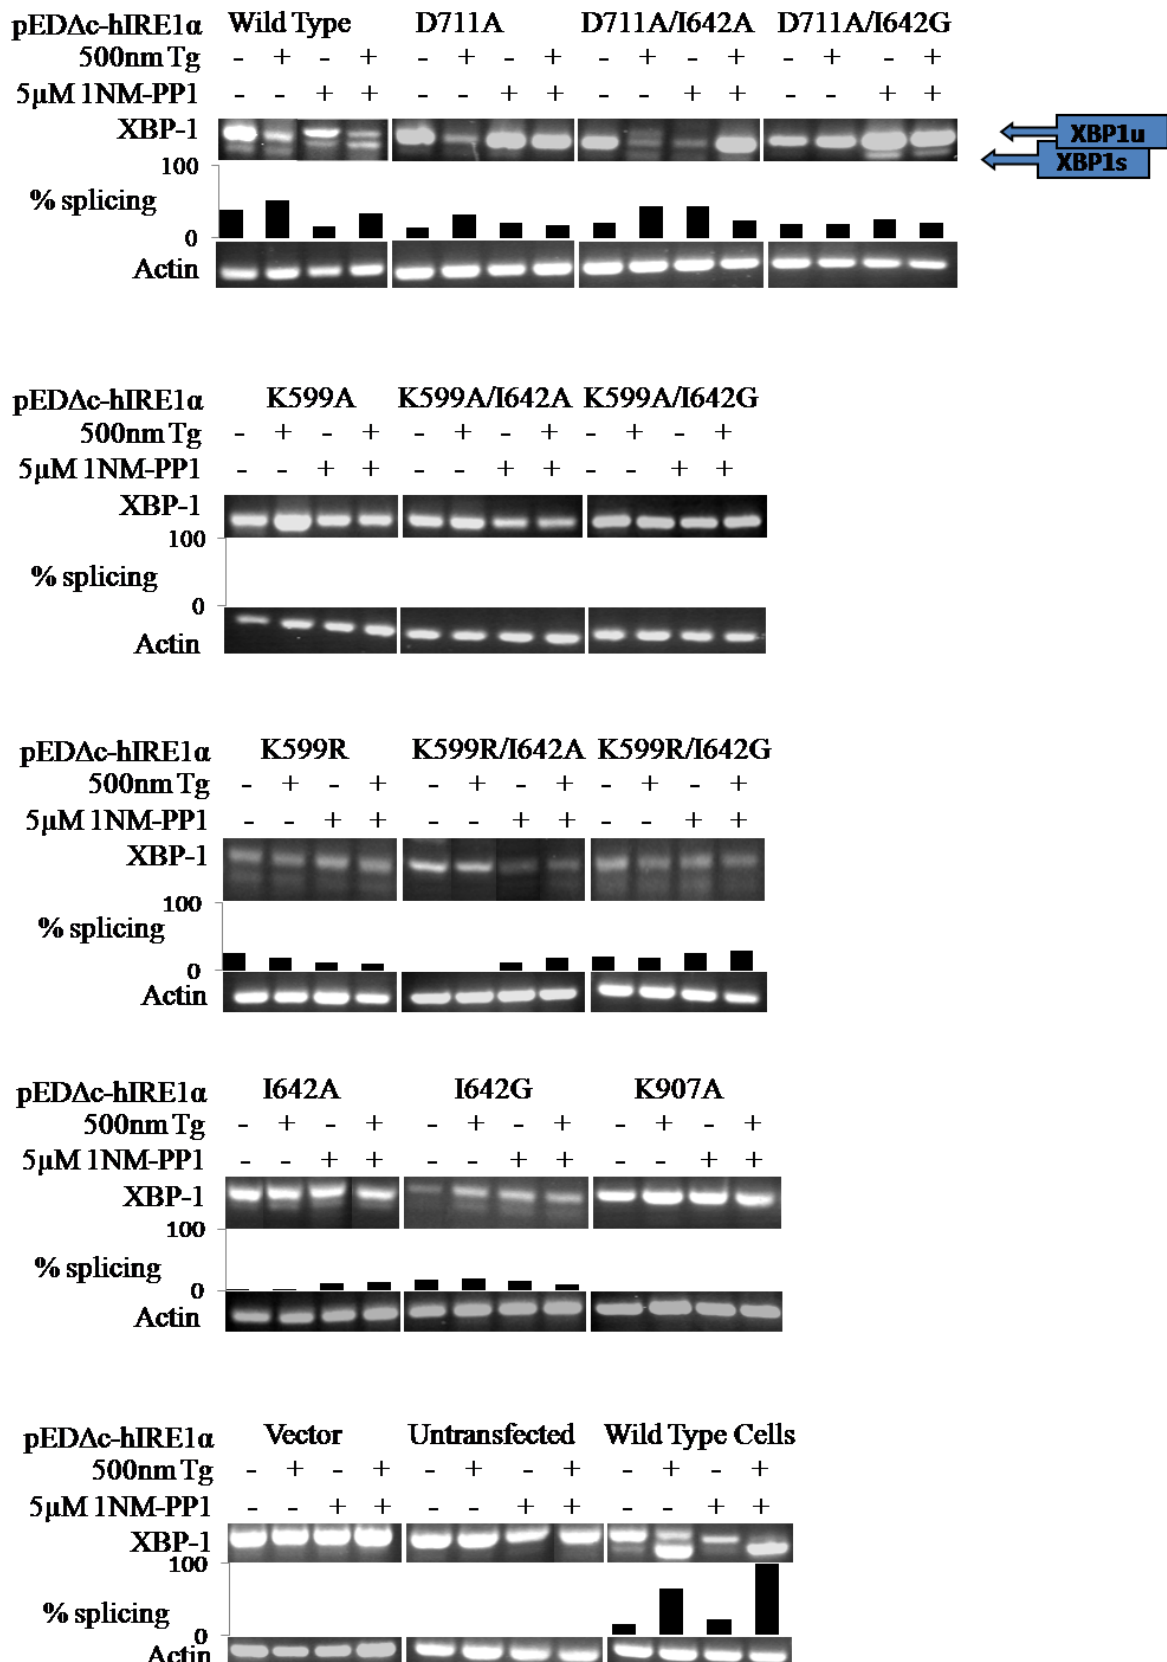 pEDΔc-hIRE1α Wild Type D711A D711A/I642A D711A/I642G
500nm Tg - + - + - + - + - + - + - + - +
5μM 1NM-PP1 - - + + - - + + - - + + - - + +
XBP-1 XBP1u
XBP1s
100
% splicing
0
Actin
pEDΔc-hIRE1α K599A K599A/I642A K599A/I642G
500nm Tg - + - + - + - + - + - +
5μM 1NM-PP1 - - + + - - + + - - + +
XBP-1
100
% splicing
0
Actin
pEDΔc-hIRE1α K599R K599R/I642A K599R/I642G
500nm Tg - + - + - + - + - + - +
5μM 1NM-PP1 - - + + - - + + - - + +
XBP-1
100
% splicing
0
Actin
pEDΔc-hIRE1α I642A I642G K907A
500nm Tg - + - + - + - + - + - +
5μM 1NM-PP1 - - + + - - + + - - + +
XBP-1
100
% splicing
0
Actin
pEDΔc-hIRE1α Vector Untransfected Wild Type Cells
500nm Tg - + - + - + - + - + - +
5μM 1NM-PP1 - - + + - - + + - - + +
XBP-1
100
% splicing
0
Actin